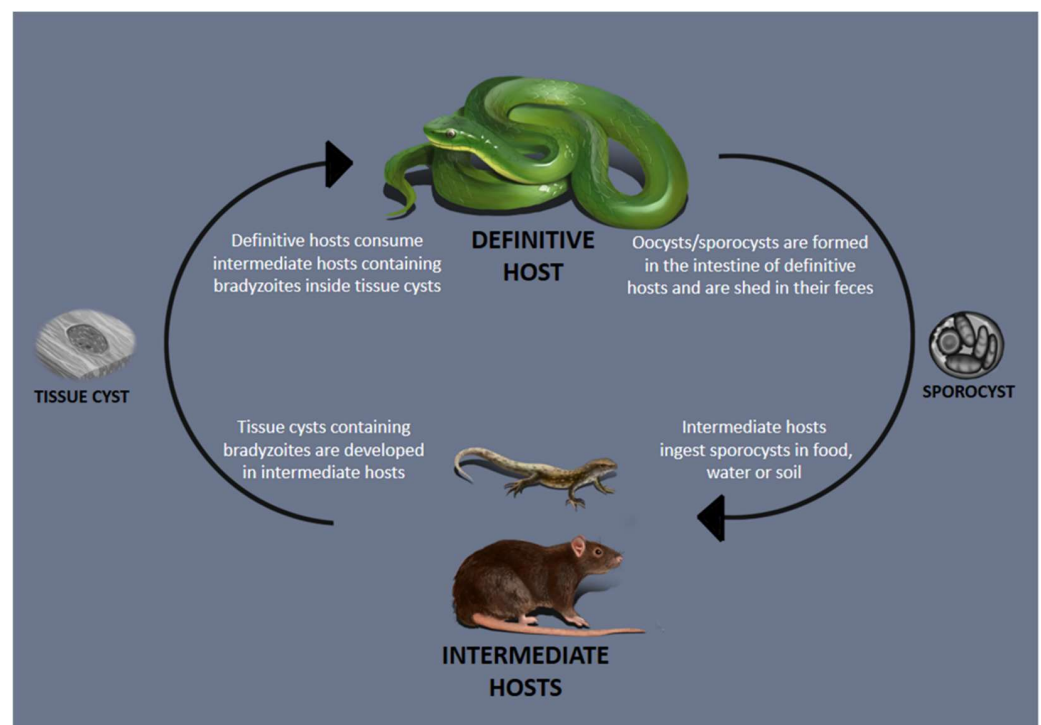 DEFINITIVE
HOST
Definitive hosts consume
intermediate hosts containing
bradyzoites inside tissue cysts
Oocysts/sporocysts are formed
in the intestine of definitive
hosts and are shed in their feces
TISSUE CYST
SPOROCYST
Tissue cysts containing
bradyzoites are developed
in intermediate hosts
Intermediate hosts
ingest sporocysts in food,
water or soil
INTERMEDIATE
HOSTS